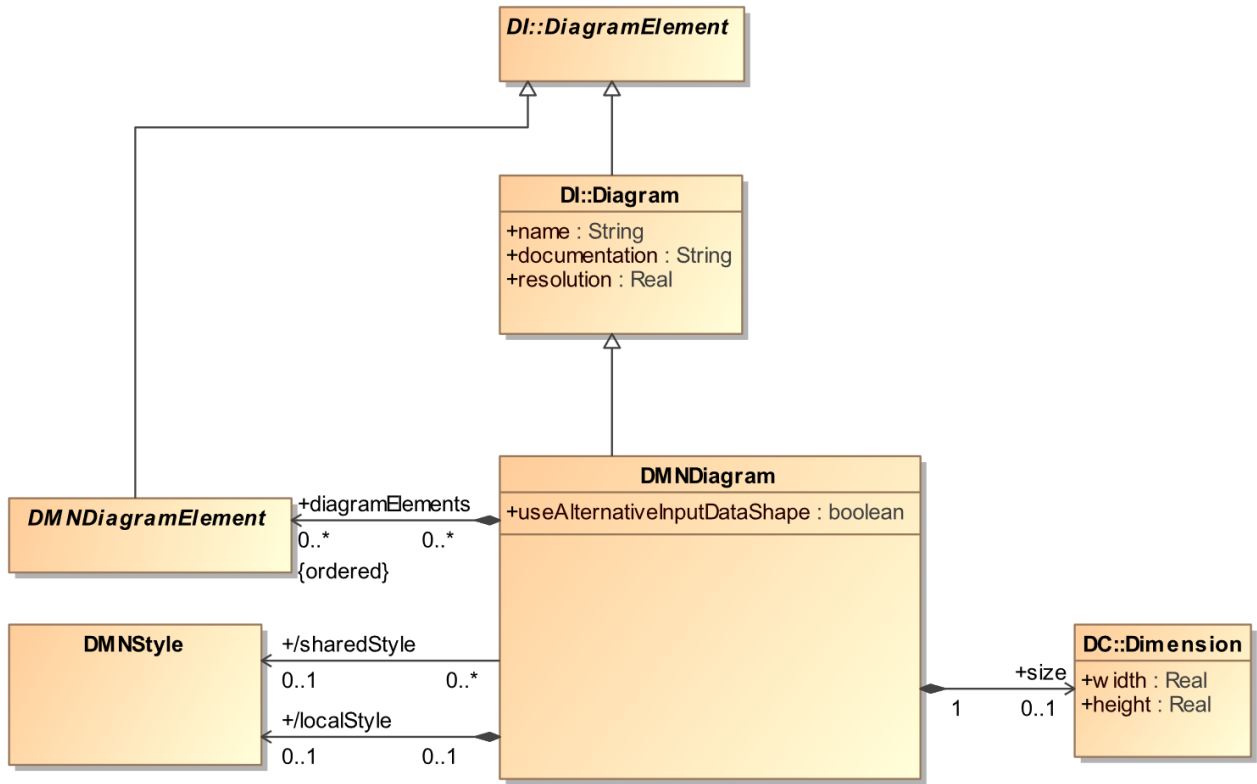 DI::DiagramElement
DI::Diagram
+name : String
+documentation : String
+resolution : Real
DMNDiagram
+useAlternativeInputDataShape : boolean
DMNDiagramElement
+diagramElements
0..* 0..*
{ordered}
DMNStyle
+/sharedStyle
0..1 0..*
+/localStyle
0..1 0..1
+size
1 0..1
DC::Dimension
+width : Real
+height : Real